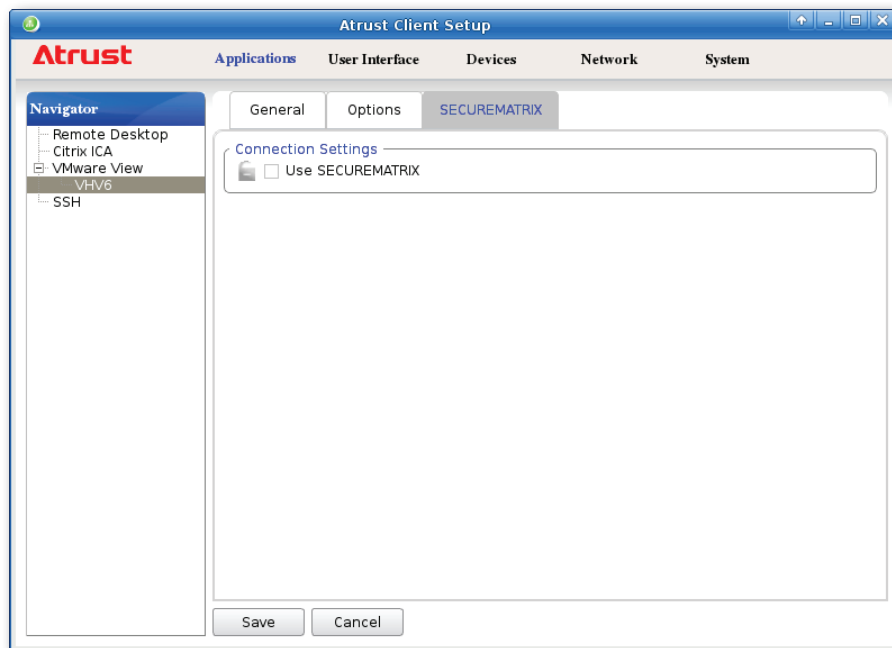 Atrust Client Setup
Atrust
Applications User Interface Devices Network System
Navigator
Remote Desktop
Citrix ICA
VMware View
VHV6
SSH
General Options SECUREMATRIX
Connection Settings
Use SECUREMATRIX
Save Cancel